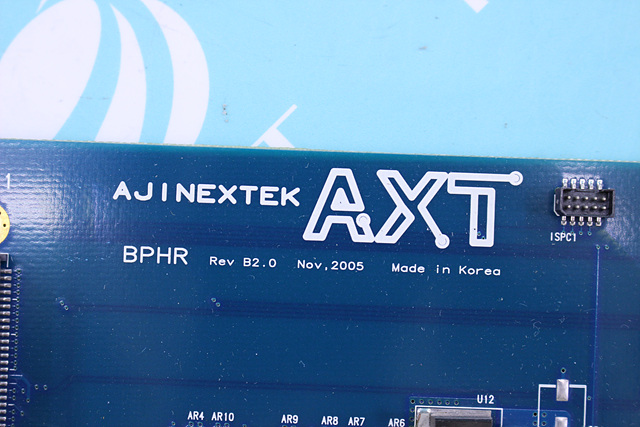 1
AJINEXTEK AXT
ISPC1
BPHR Rev B2.0 Nov,2005 Made in Korea
U12
AR4 AR10 AR9 AR8 AR7 AR6